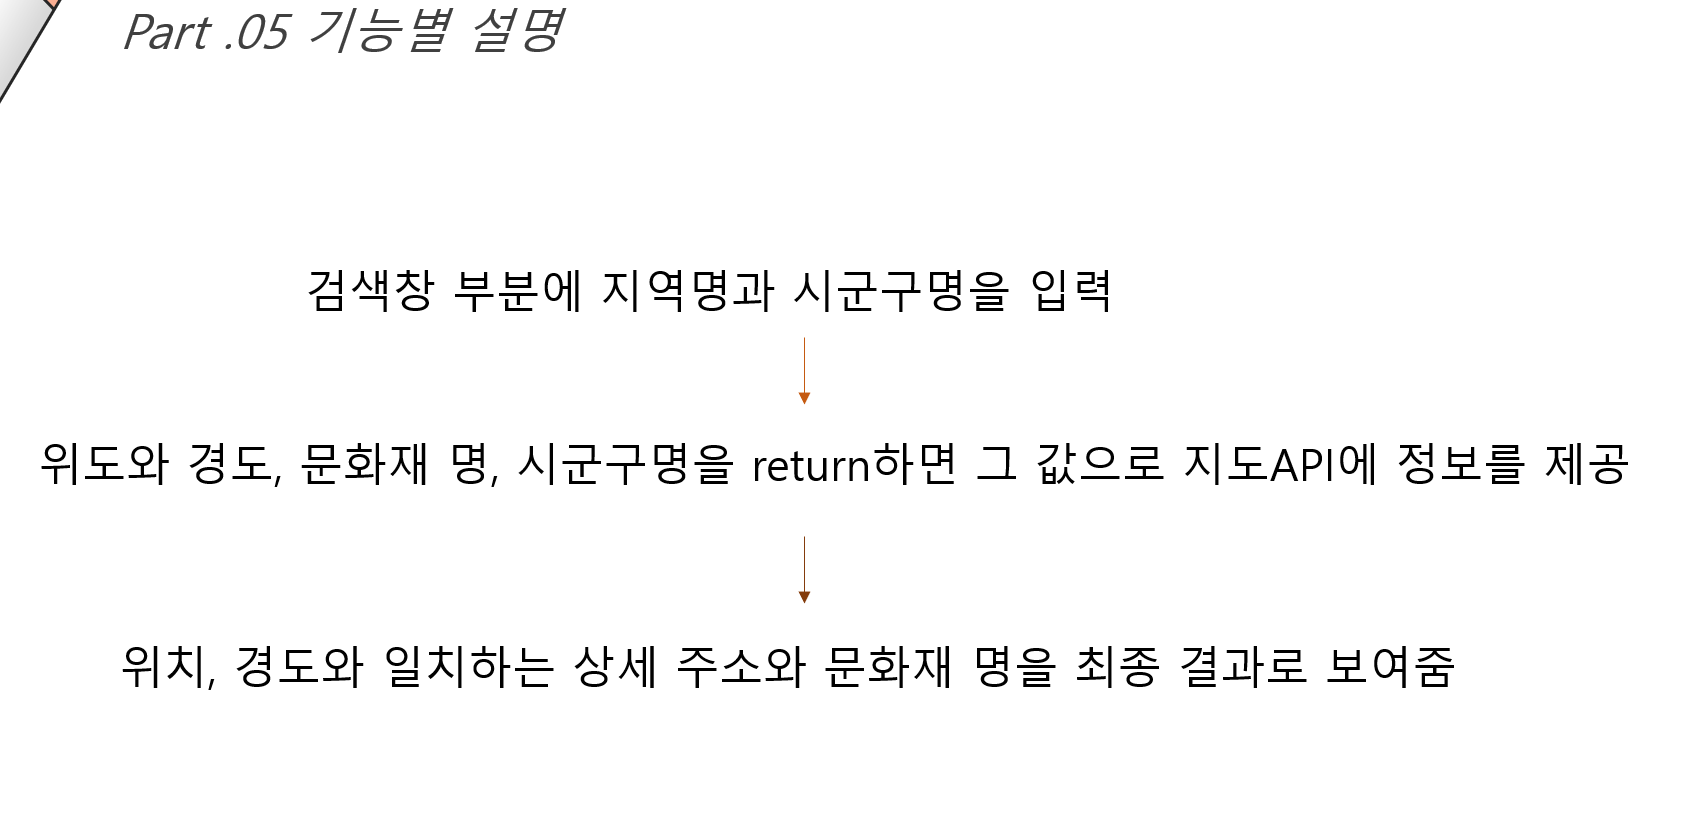 Part .05 기능별 설명
검색창 부분에 지역명과 시군구명을 입력
위도와 경도, 문화재 명, 시군구명을 return하면 그 값으로 지도API에 정보를 제공
위치, 경도와 일치하는 상세 주소와 문화재 명을 최종 결과로 보여줌